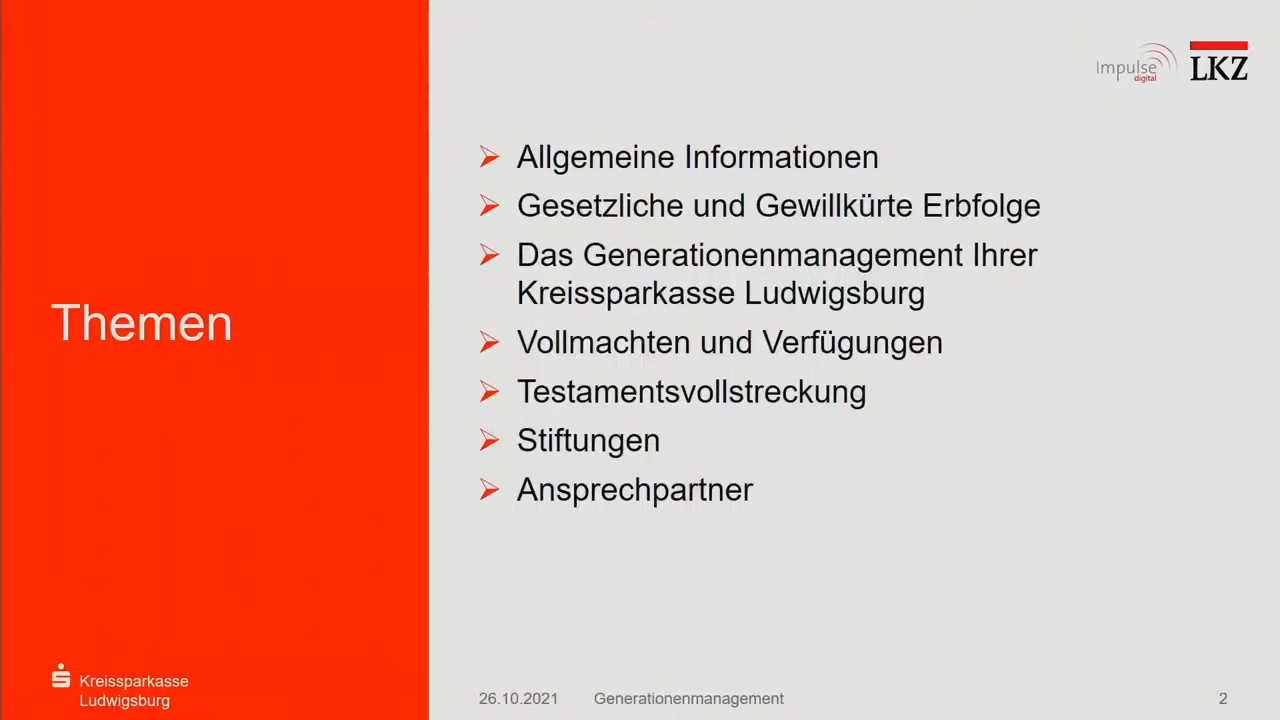 Impulse
digital
LKZ
Themen
Allgemeine Informationen
Gesetzliche und Gewillkürte Erbfolge
Das Generationenmanagement Ihrer
Kreissparkasse Ludwigsburg
Vollmachten und Verfügungen
Testamentsvollstreckung
Stiftungen
Ansprechpartner
Kreissparkasse
Ludwigsburg
26.10.2021 Generationenmanagement 2